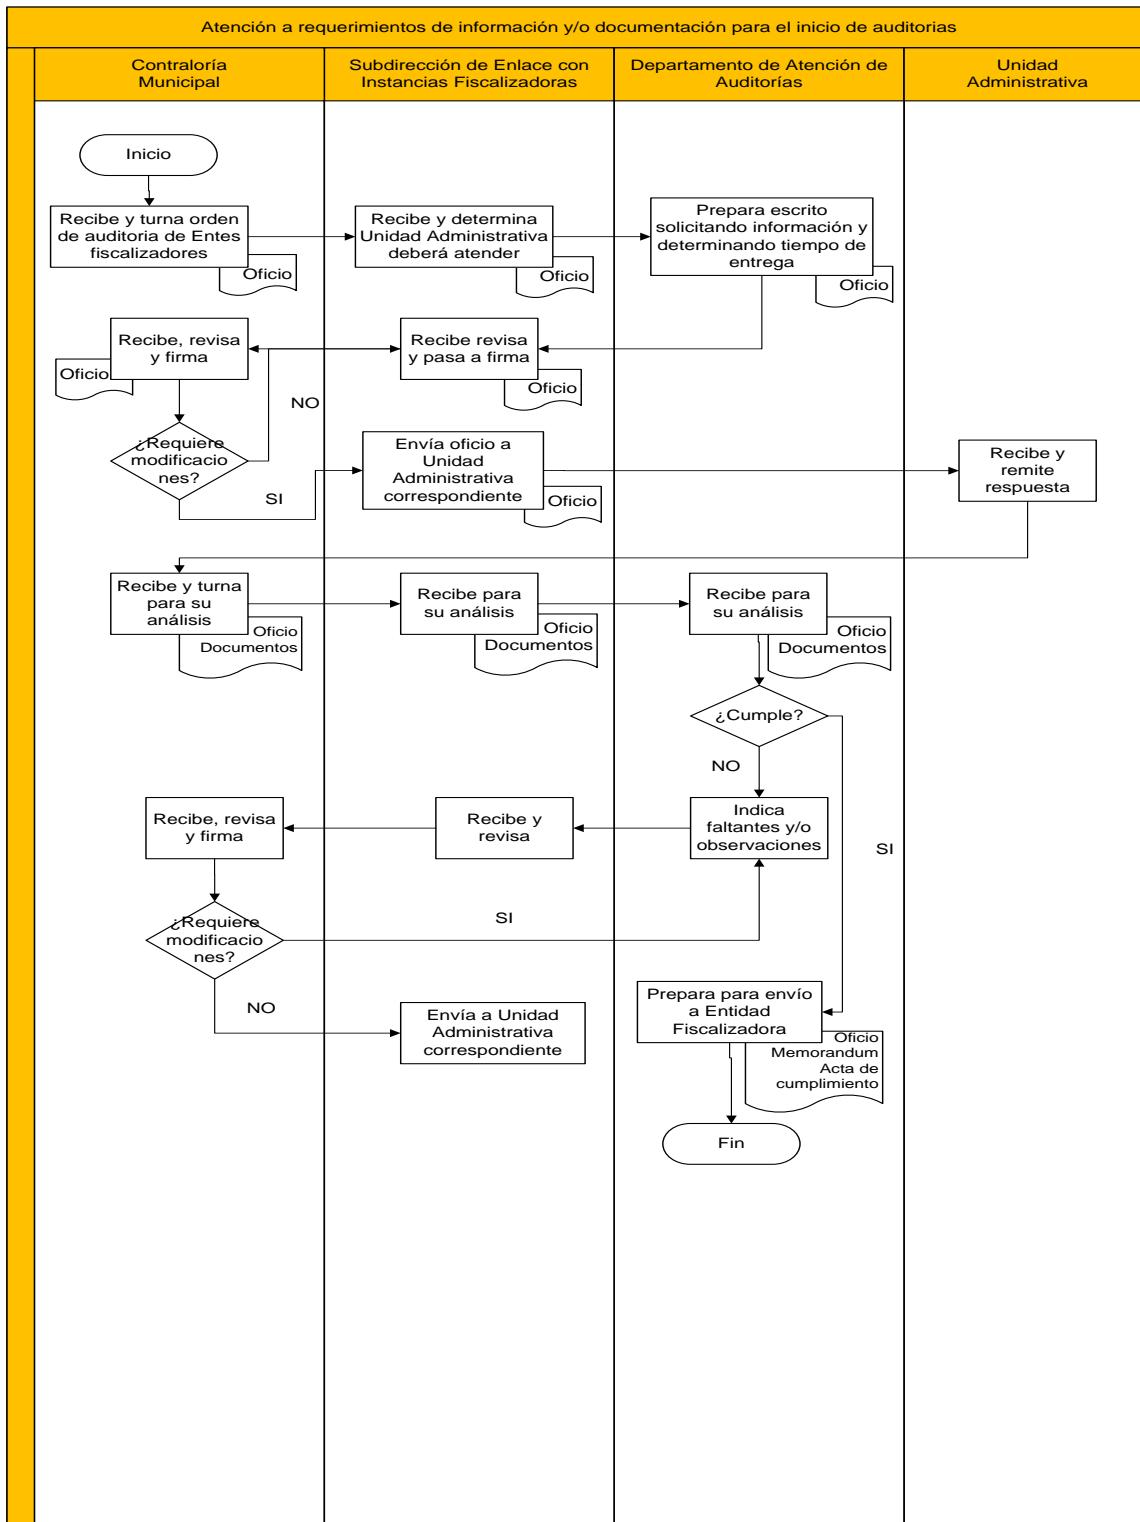 Atención a requerimientos de información y/o documentación para el inicio de auditorias
Contraloría
Municipal
Subdirección de Enlace con
Instancias Fiscalizadoras
Departamento de Atención de
Auditorías
Unidad
Administrativa
Inicio
Recibe y turna orden
de auditoria de Entes
fiscalizadores
Oficio
Recibe y determina
Unidad Administrativa
deberá atender
Oficio
Prepara escrito
solicitando información y
determinando tiempo de
entrega
Oficio
Recibe, revisa
y firma
Oficio
Recibe revisa
y pasa a firma
Oficio
NO
¿Requiere
modificacio
nes?
SI
Envía oficio a
Unidad
Administrativa
correspondiente
Oficio
Recibe y
remite
respuesta
Recibe y turna
para su
análisis
Oficio
Documentos
Recibe para
su análisis
Oficio
Documentos
Recibe para
su análisis
Oficio
Documentos
¿Cumple?
NO
SI
Recibe, revisa
y firma
Recibe y
revisa
Indica
faltantes y/o
observaciones
¿Requiere
modificacio
nes?
SI
NO
Envía a Unidad
Administrativa
correspondiente
Prepara para envío
a Entidad
Fiscalizadora
Oficio
Memorandum
Acta de
cumplimiento
Fin